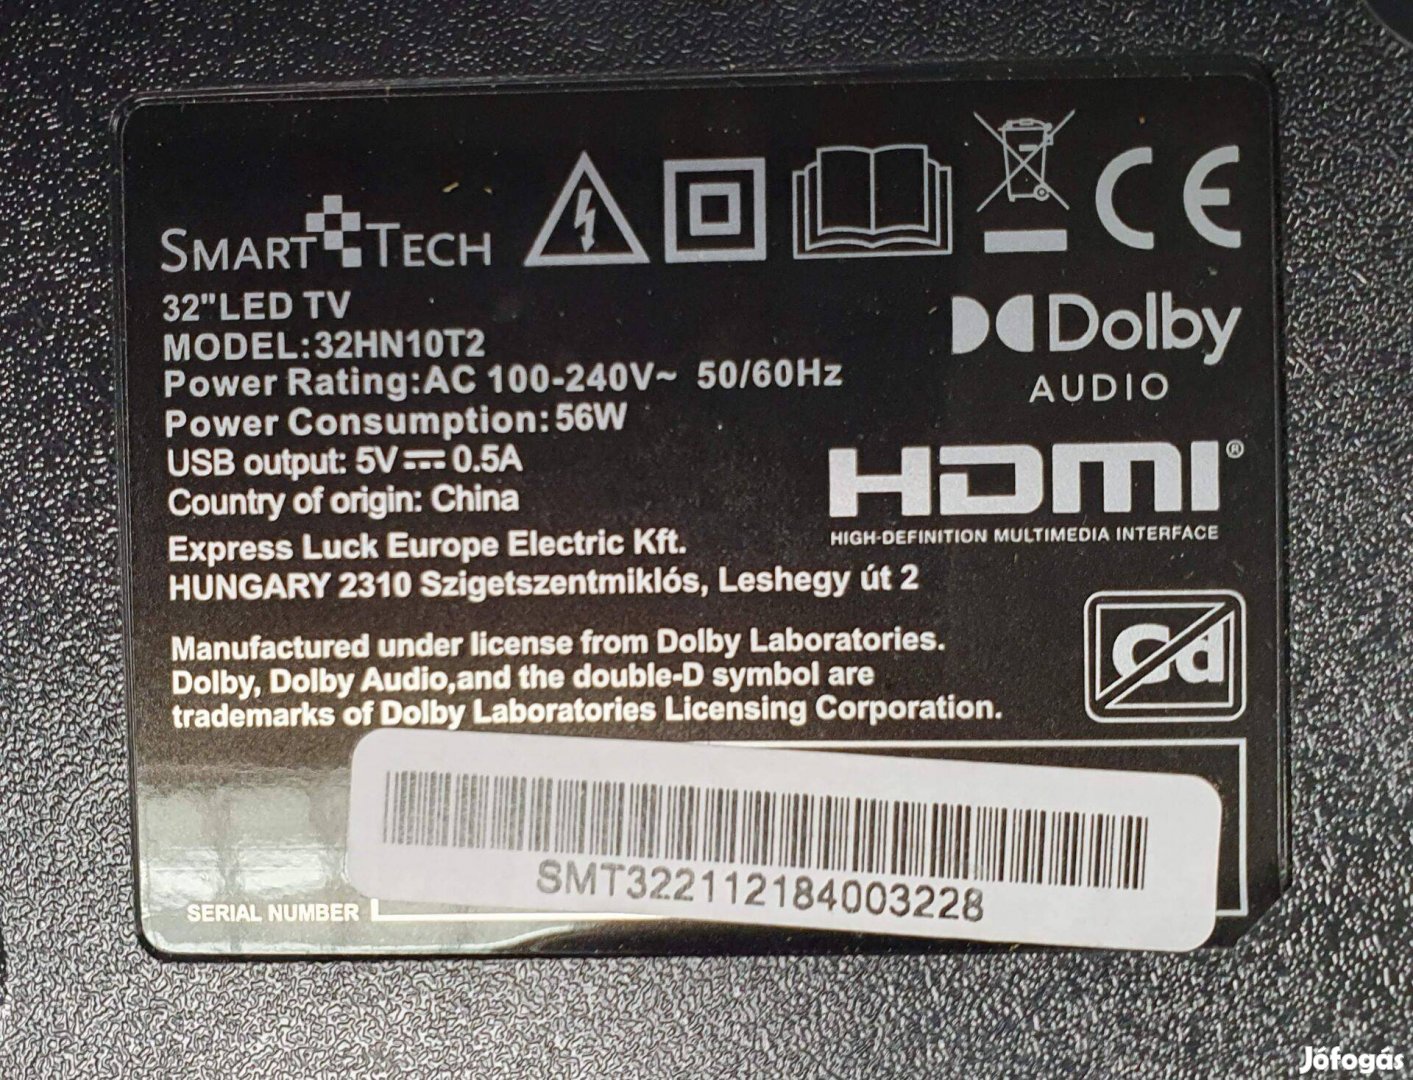 SMART TECH
CE
32"LED TV
MODEL:32HN10T2
Power Rating:AC 100-240V~ 50/60Hz
Power Consumption:56W
USB output: 5V⎓0.5A
Country of origin: China
Dolby
AUDIO
HDMI®
HIGH-DEFINITION MULTIMEDIA INTERFACE
Express Luck Europe Electric Kft.
HUNGARY 2310 Szigetszentmiklós, Leshegy út 2
Manufactured under license from Dolby Laboratories.
Dolby, Dolby Audio,and the double-D symbol are
trademarks of Dolby Laboratories Licensing Corporation.
Pb
SMT322112184003228
SERIAL NUMBER
Jófogás